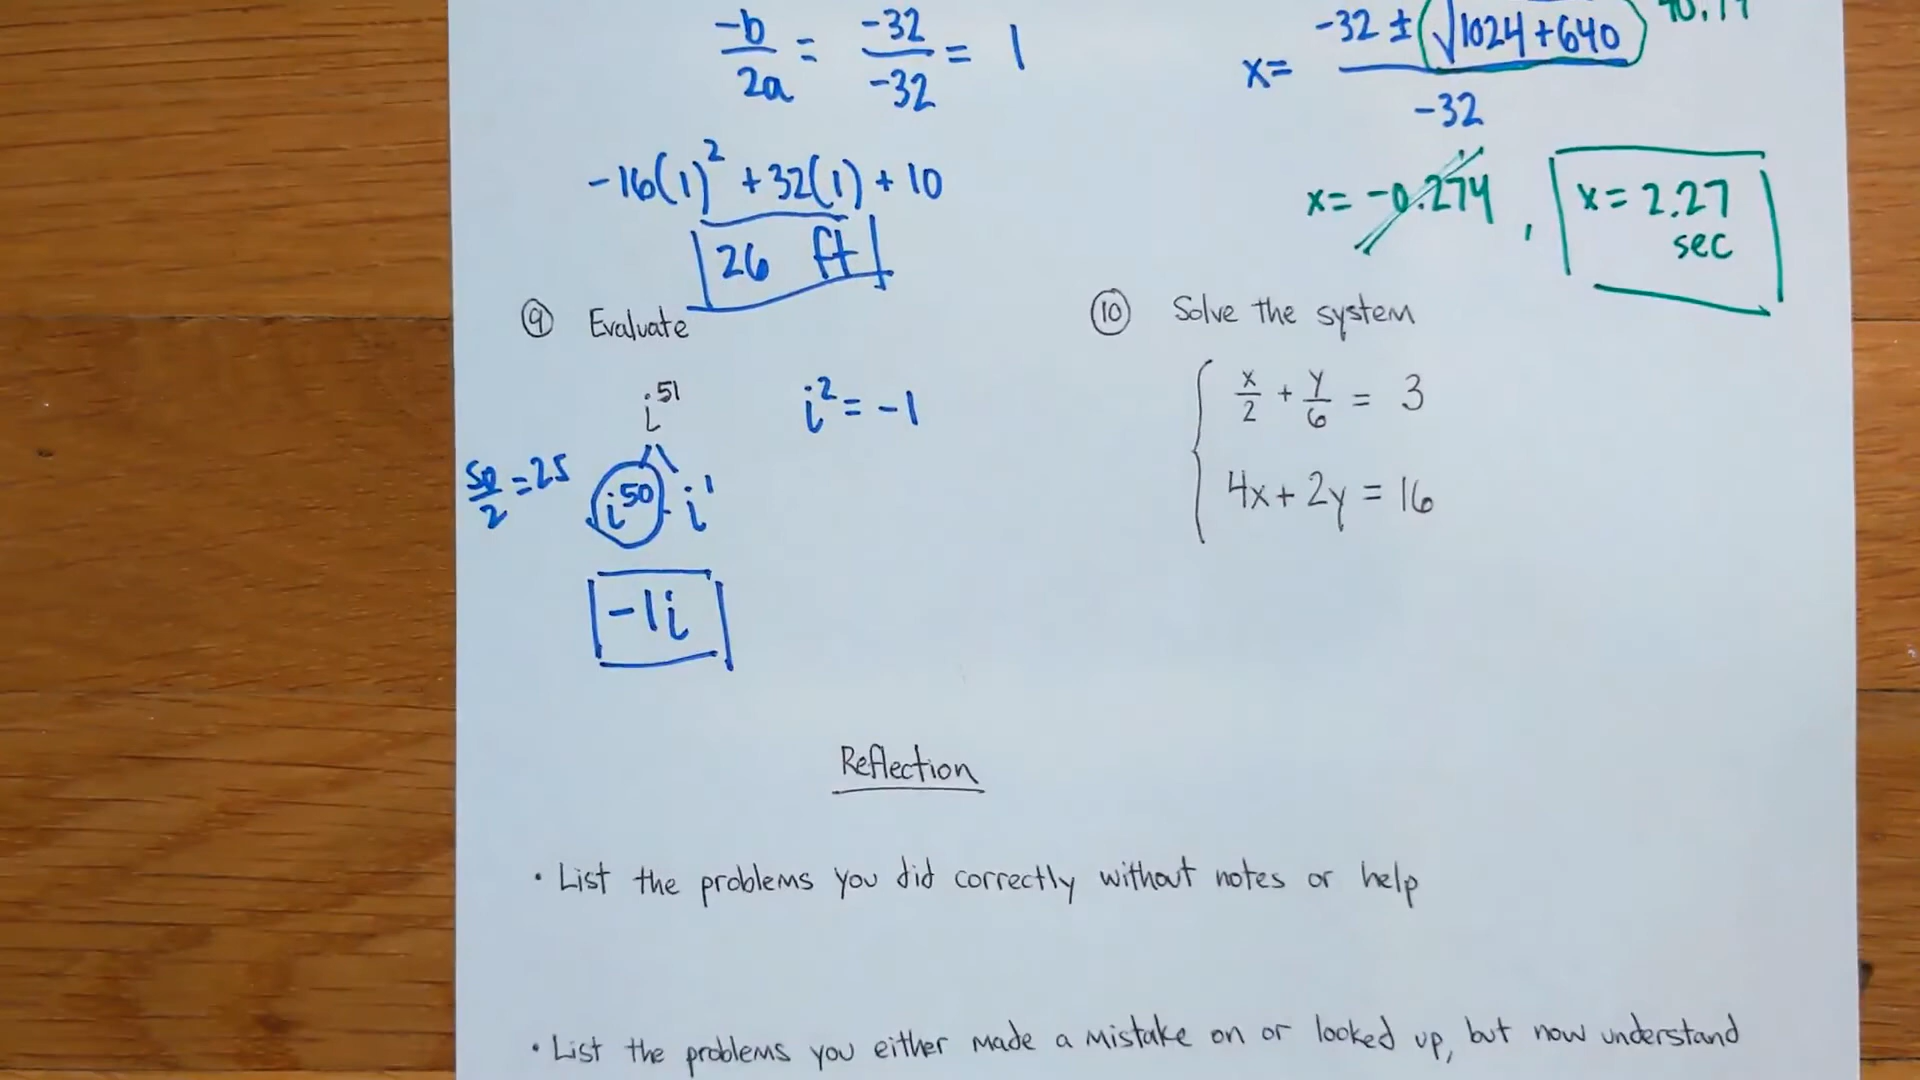 -b/2a = -32/-32 = 1
x= (-32 ± √1024+640)/-32
-16(1)² +32(1) + 10
x= -0.274 , x= 2.27 sec
26 ft
⑨ Evaluate
i⁵¹ i² = -1
50/2 =25 i⁵⁰ · i¹
-1i
⑩ Solve the system
x/2 + y/6 = 3
4x+ 2y = 16
Reflection
• List the problems you did correctly without notes or help
• List the problems you either made a mistake on or looked up, but now understand